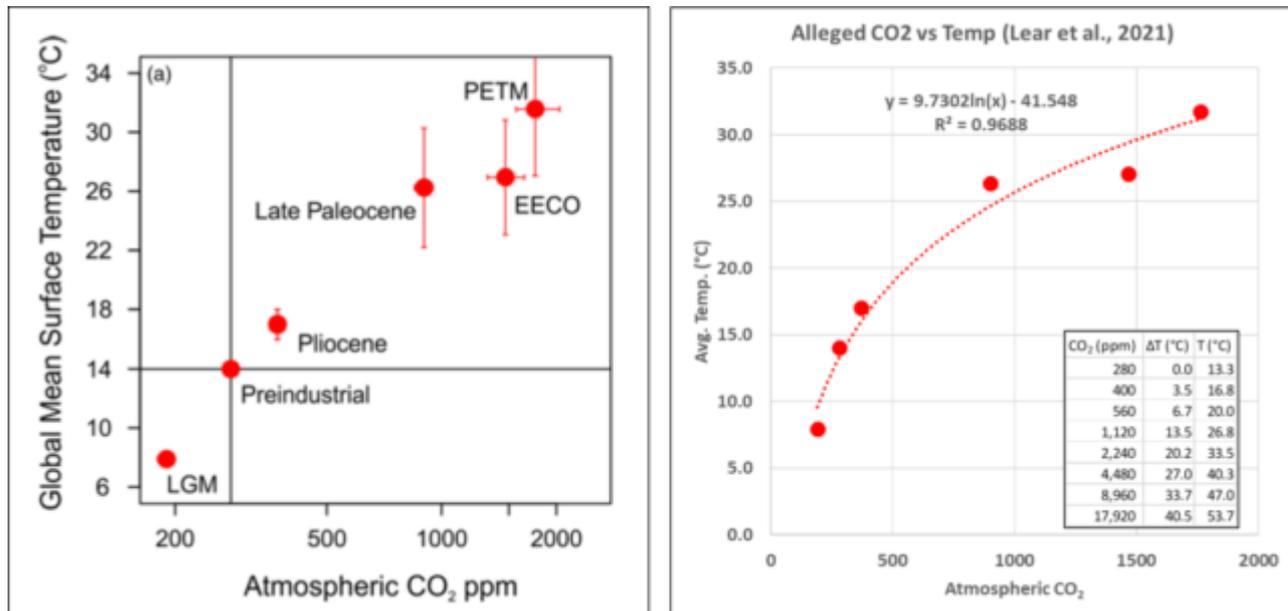 Global Mean Surface Temperature (°C)
34
30
26
22
18
14
10
6
(a)
PETM
EECO
Late Paleocene
Pliocene
Preindustrial
LGM
200
500
1000
2000
Atmospheric CO₂ ppm
Alleged CO2 vs Temp (Lear et al., 2021)
y = 9.7302ln(x) - 41.548
R² = 0.9688
Avg. Temp. (°C)
35.0
30.0
25.0
20.0
15.0
10.0
5.0
0.0
CO₂ (ppm) ΔT (°C) T (°C)
280 0.0 13.3
400 3.5 16.8
560 6.7 20.0
1,120 13.5 26.8
2,240 20.2 33.5
4,480 27.0 40.3
8,960 33.7 47.0
17,920 40.5 53.7
0
500
1000
1500
2000
Atmospheric CO₂